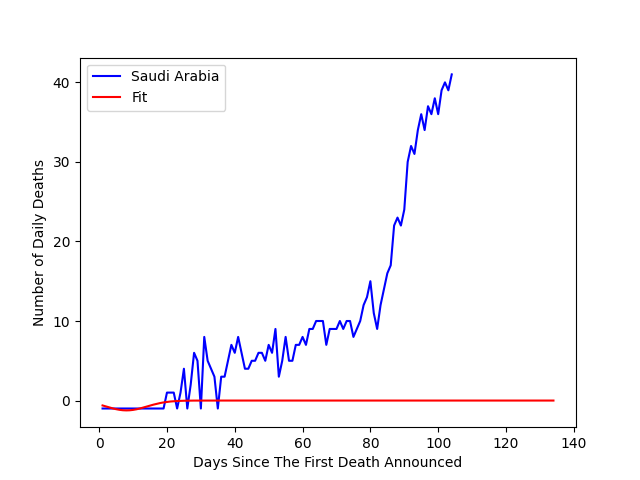 Saudi Arabia
Fit
40
30
20
10
0
Number of Daily Deaths
0 20 40 60 80 100 120 140
Days Since The First Death Announced